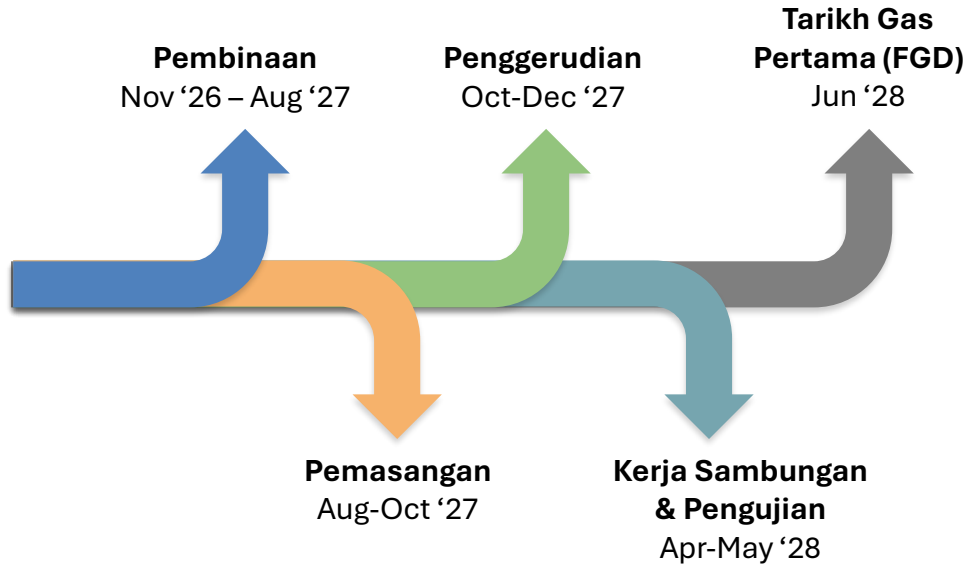 Pembinaan
Nov ‘26 – Aug ‘27
Pemasangan
Aug-Oct ‘27
Penggerudian
Oct-Dec ‘27
Kerja Sambungan
& Pengujian
Apr-May ‘28
Tarikh Gas
Pertama (FGD)
Jun ‘28